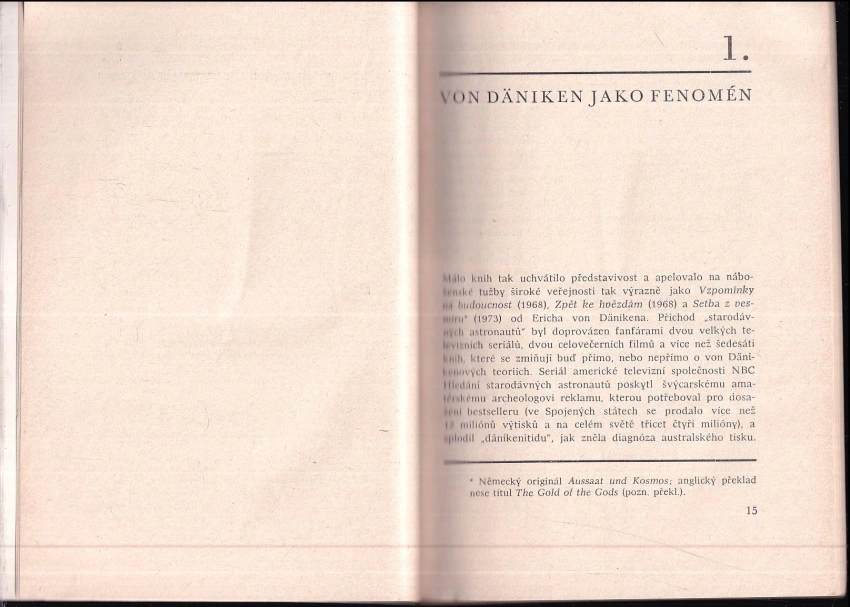 1.
VON DÄNIKEN JAKO FENOMÉN
Málo knih tak uchvátilo představivost a apelovalo na nábo-
ženské tužby široké veřejnosti tak výrazně jako Vzpomínky
na budoucnost (1968), Zpět ke hvězdám (1968) a Setba z ves-
míru* (1973) od Ericha von Dänikena. Příchod „starodáv-
ných astronautů“ byl doprovázen fanfárami dvou velkých te-
levizních seriálů, dvou celovečerních filmů a více než šedesáti
knih, které se zmiňují buď přímo, nebo nepřímo o von Däni-
kenových teoriích. Seriál americké televizní společnosti NBC
Hledání starodávných astronautů poskytl švýcarskému ama-
térskému archeologovi reklamu, kterou potřeboval pro dosa-
žení bestselleru (ve Spojených státech se prodalo více než
miliónů výtisků a na celém světě třicet čtyři milióny), a
splodil „dänikenitidu“, jak zněla diagnóza australského tisku.
* Německý originál Aussaat und Kosmos; anglický překlad
nese titul The Gold of the Gods (pozn. překl.).
15